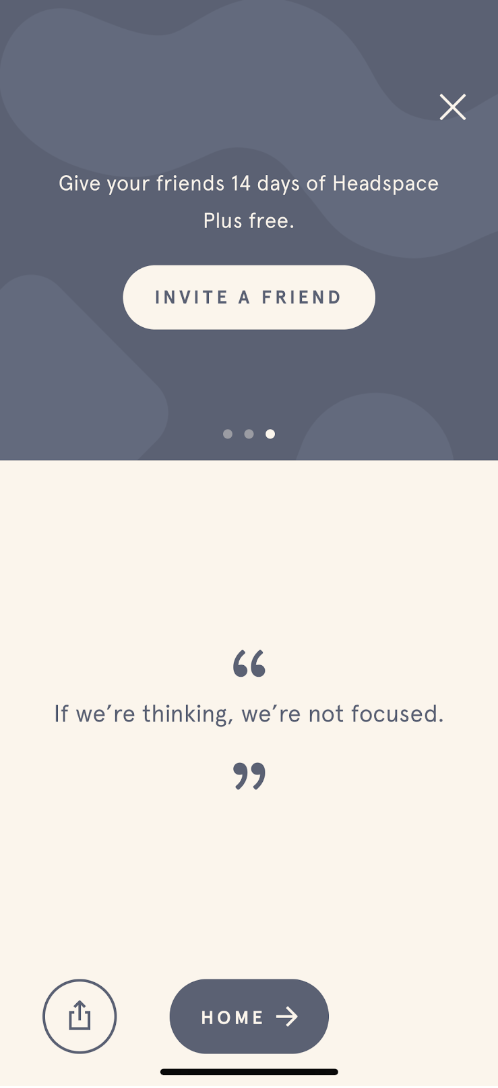 Give your friends 14 days of Headspace
Plus free.
INVITE A FRIEND
“
If we’re thinking, we’re not focused.
”
HOME →